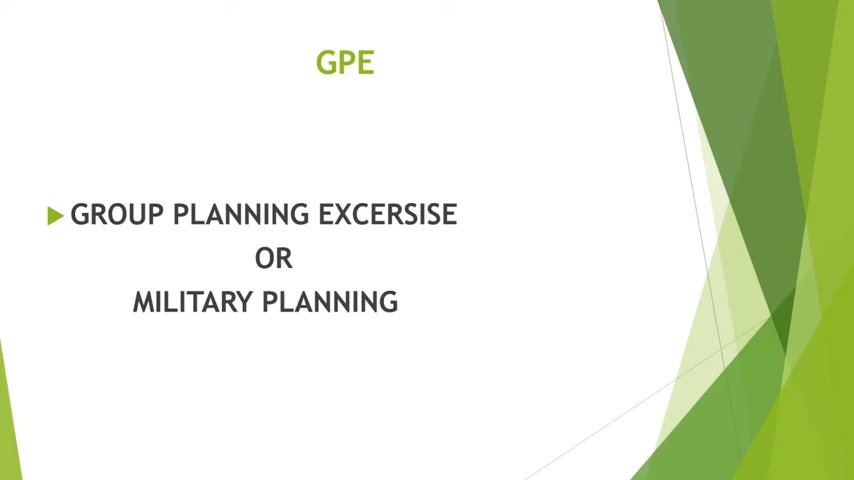 GPE
GROUP PLANNING EXCERSISE
OR
MILITARY PLANNING